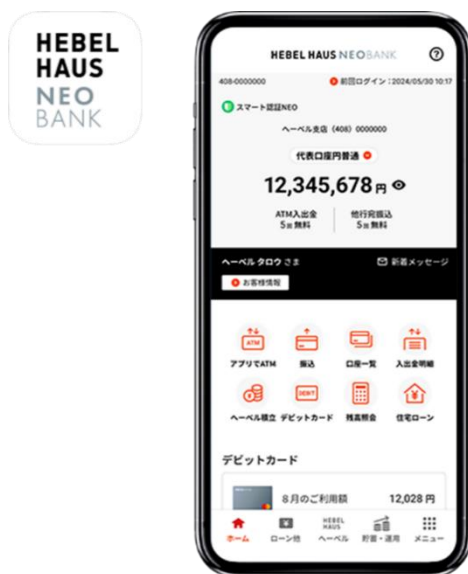 HEBEL
HAUS
NEO
BANK
HEBEL HAUS NEOBANK ?
408-0000000 前回ログイン:2024/05/30 10:17
スマート認証NEO
ヘーベル支店 (408) 0000000
代表口座円普通
12,345,678 円
ATM入出金 他行宛振込
5回無料 5回無料
ヘーベル タロウ さま 新着メッセージ
お客様情報
ATM DEBIT
アプリでATM 振込 口座一覧 入出金明細
ヘーベル積立 デビットカード 残高照会 住宅ローン
デビットカード
8月のご利用額 12,028 円
HEBEL
HAUS
ホーム ローン他 ヘーベル 貯蓄・運用 メニュー